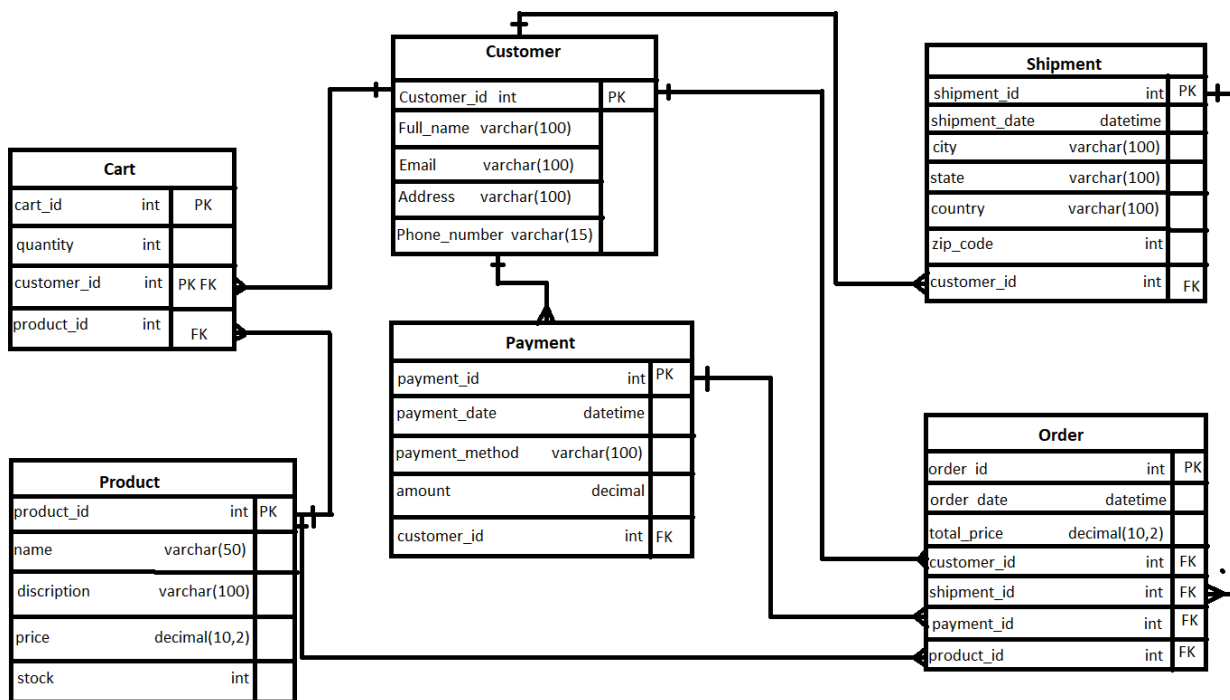 Customer
Customer_id int PK
Full_name varchar(100)
Email varchar(100)
Address varchar(100)
Phone_number varchar(15)
Shipment
shipment_id int PK
shipment_date datetime
city varchar(100)
state varchar(100)
country varchar(100)
zip_code int
customer_id int FK
Cart
cart_id int PK
quantity int
customer_id int PK FK
product_id int FK
Payment
payment_id int PK
payment_date datetime
payment_method varchar(100)
amount decimal
customer_id int FK
Order
order id int PK
order date datetime
total_price decimal(10,2)
customer_id int FK
shipment_id int FK
payment_id int FK
product_id int FK
Product
product_id int PK
name varchar(50)
discription varchar(100)
price decimal(10,2)
stock int